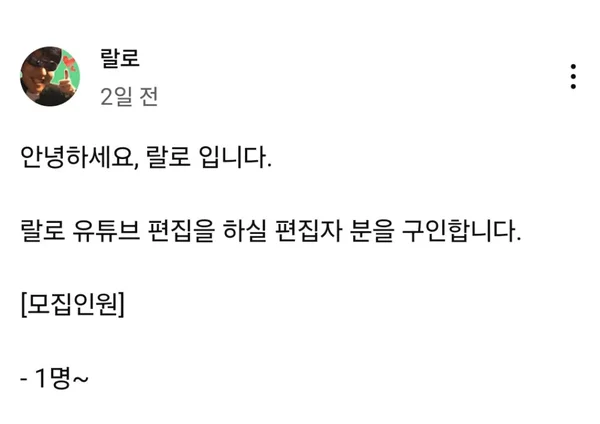 랄로
2일 전
안녕하세요, 랄로 입니다.
랄로 유튜브 편집을 하실 편집자 분을 구인합니다.
[모집인원]
- 1명~